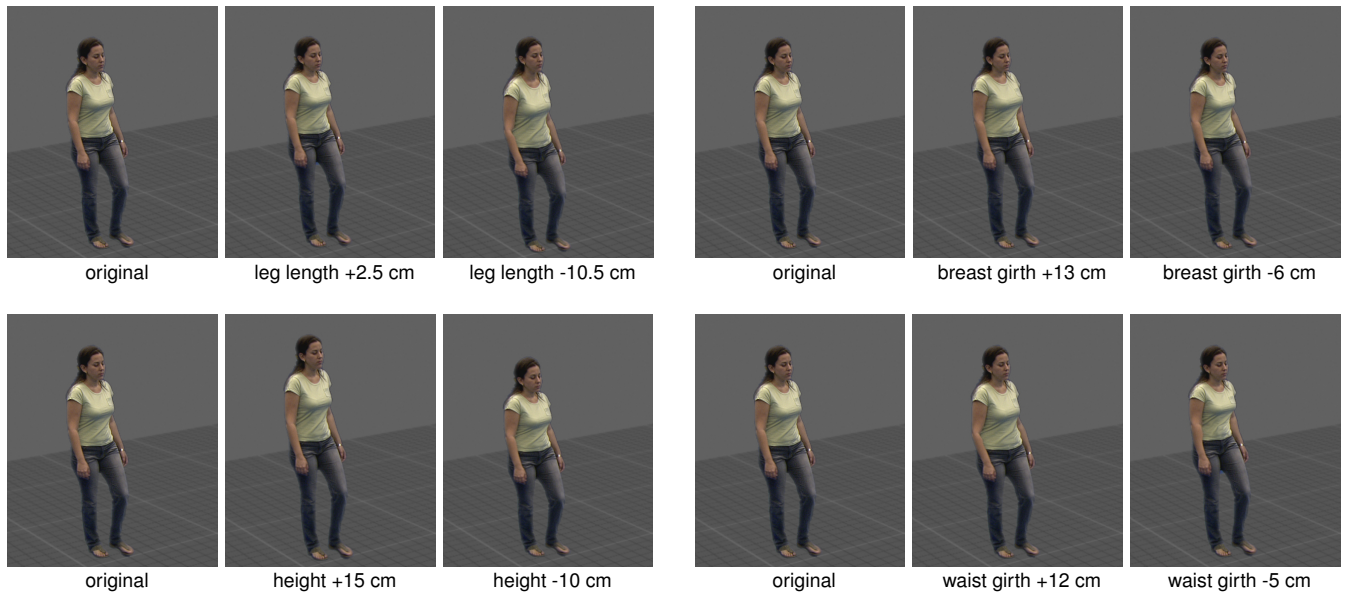 original leg length +2.5 cm leg length -10.5 cm original breast girth +13 cm breast girth -6 cm
original height +15 cm height -10 cm original waist girth +12 cm waist girth -5 cm